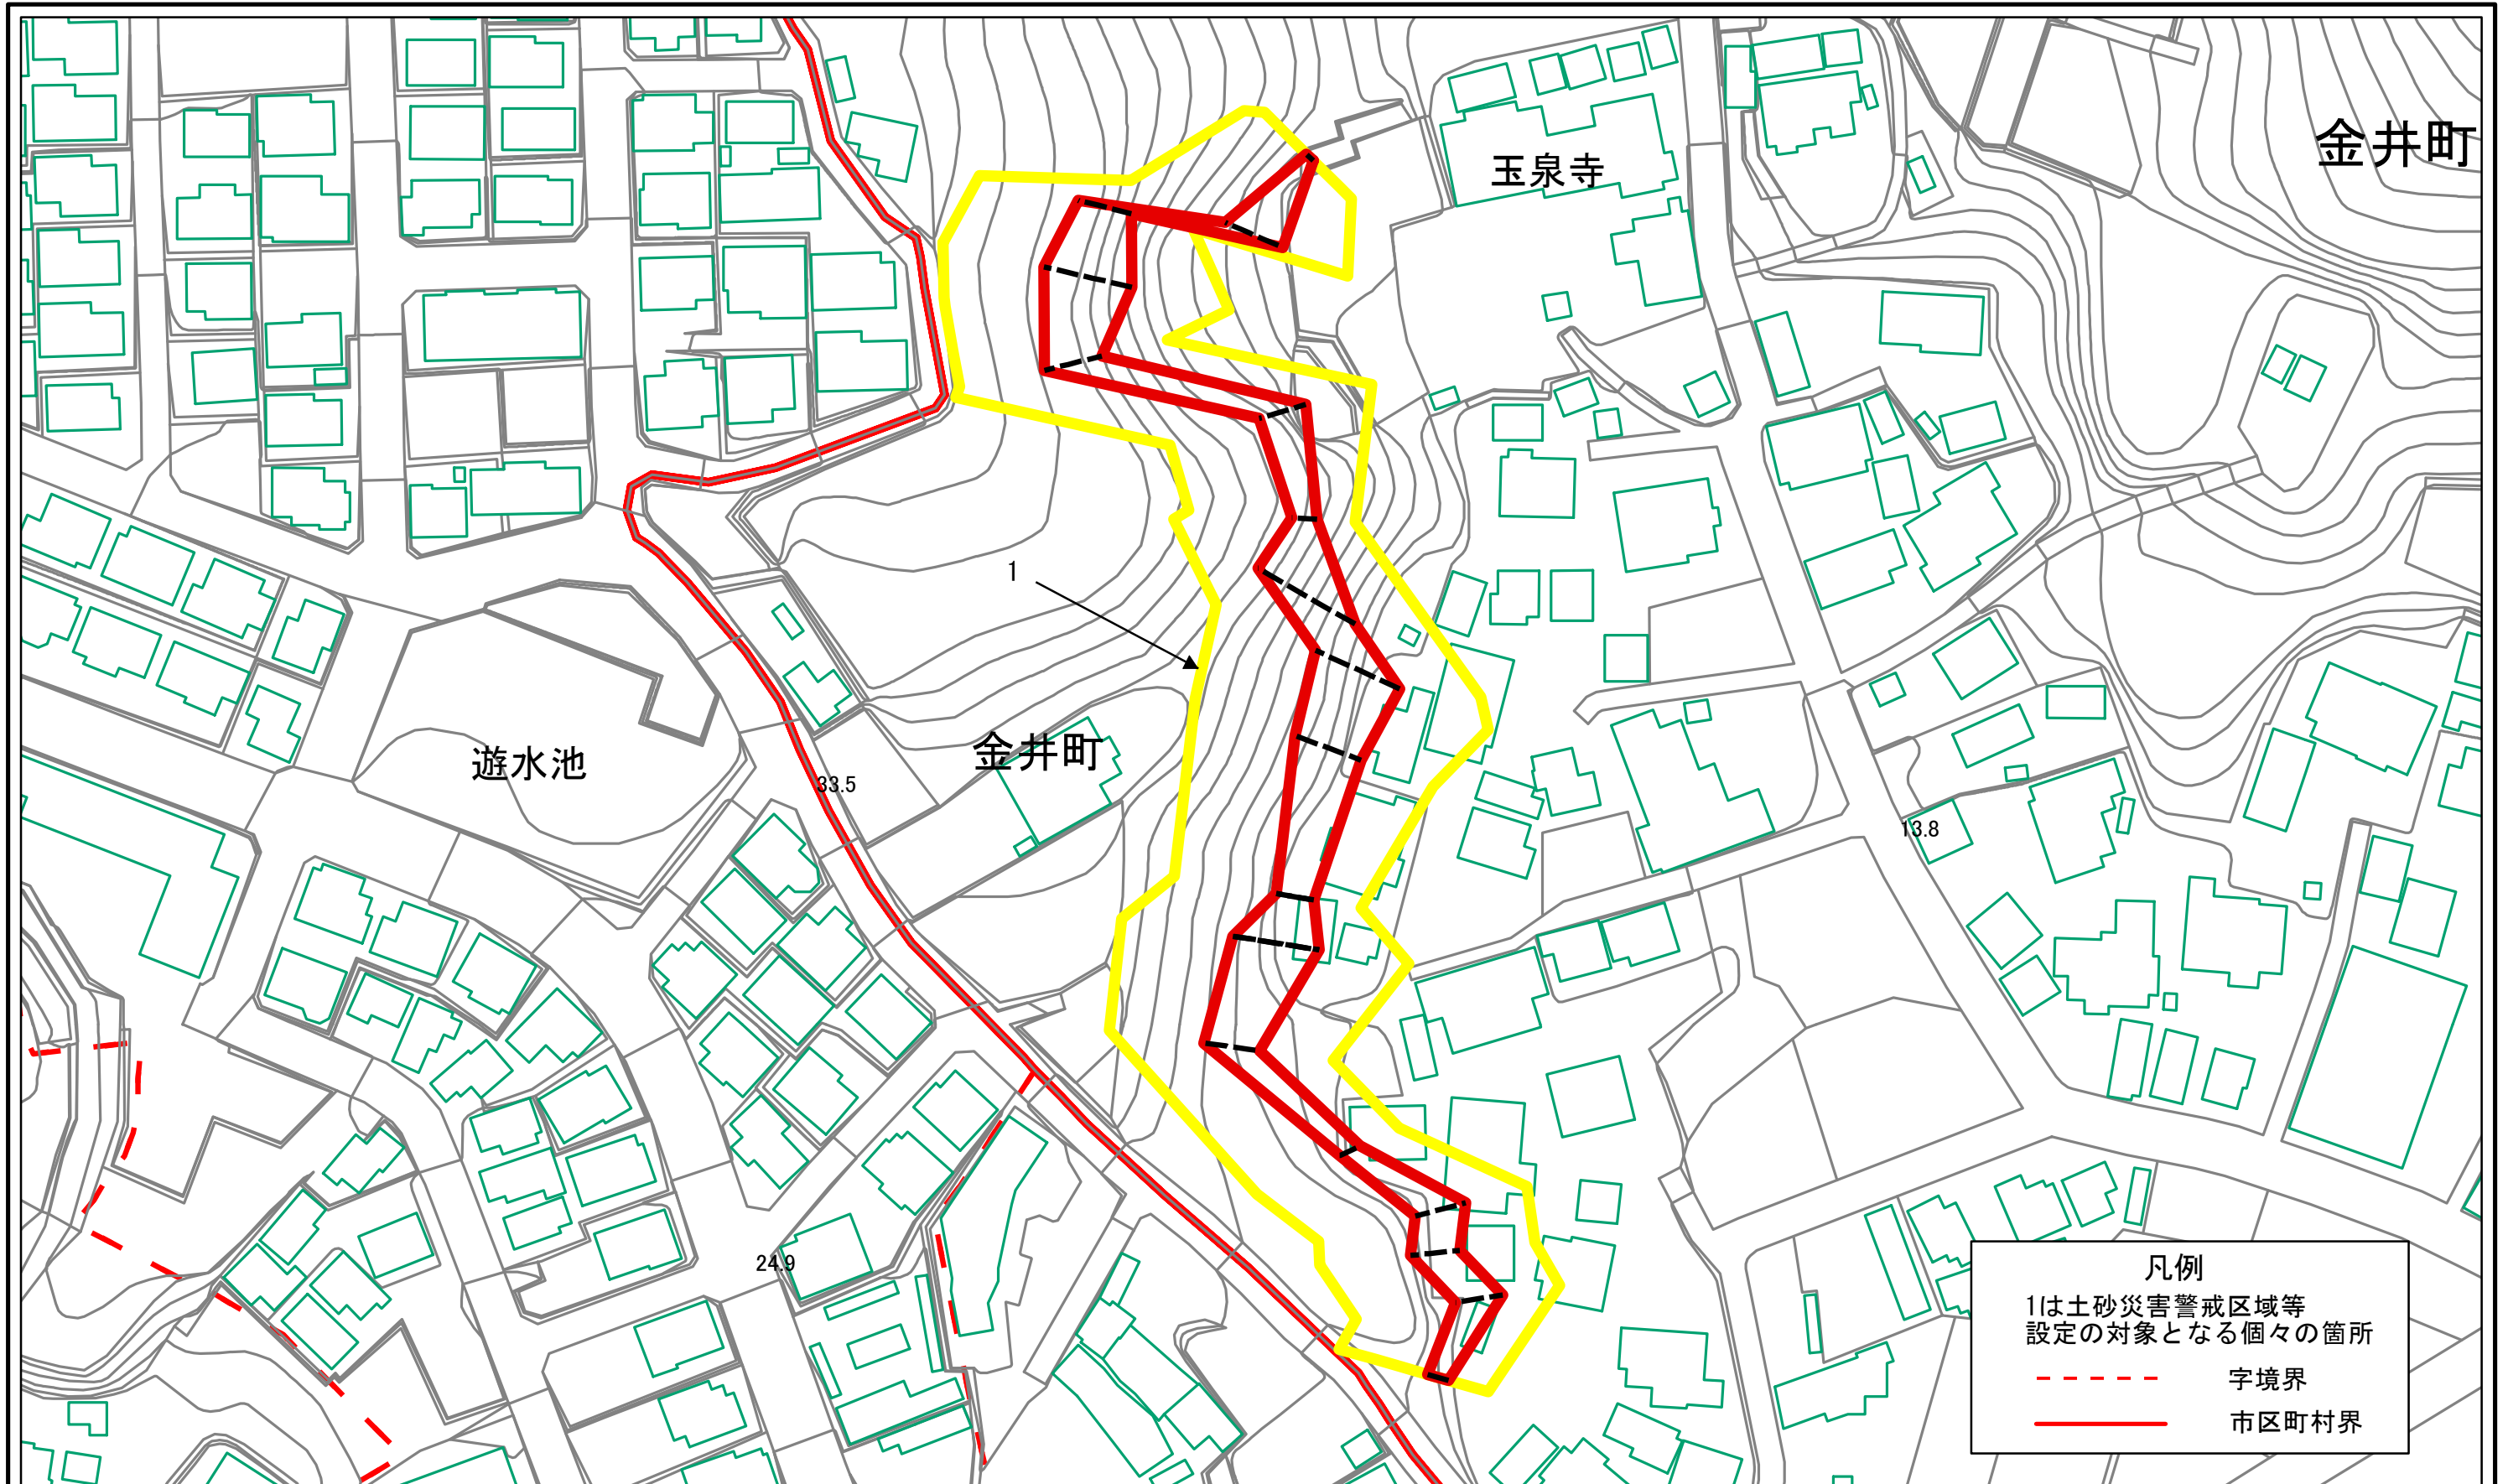 金井町
玉泉寺
1
金井町
遊水池
33.5
13.8
24.9
凡例
1は土砂災害警戒区域等
設定の対象となる個々の箇所
字境界
市区町村界